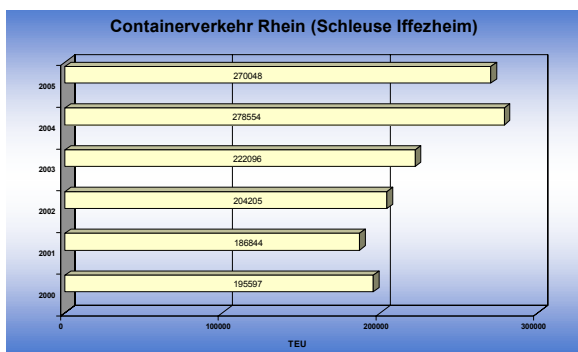 Containerverkehr Rhein (Schleuse Iffezheim)
2005 270048
2004 278554
2003 222096
2002 204205
2001 186844
2000 195597
0 100000 200000 300000
TEU